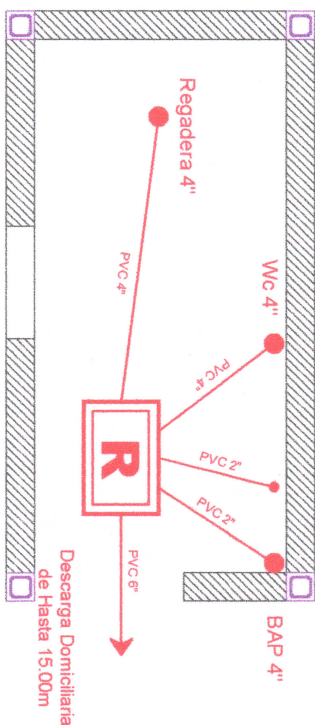 Regadera 4"
Wc 4"
BAP 4"
PVC 4"
PVC 4"
PVC 2"
PVC 2"
R
PVC 6"
Descarga Domiciliaria
de Hasta 15.00m